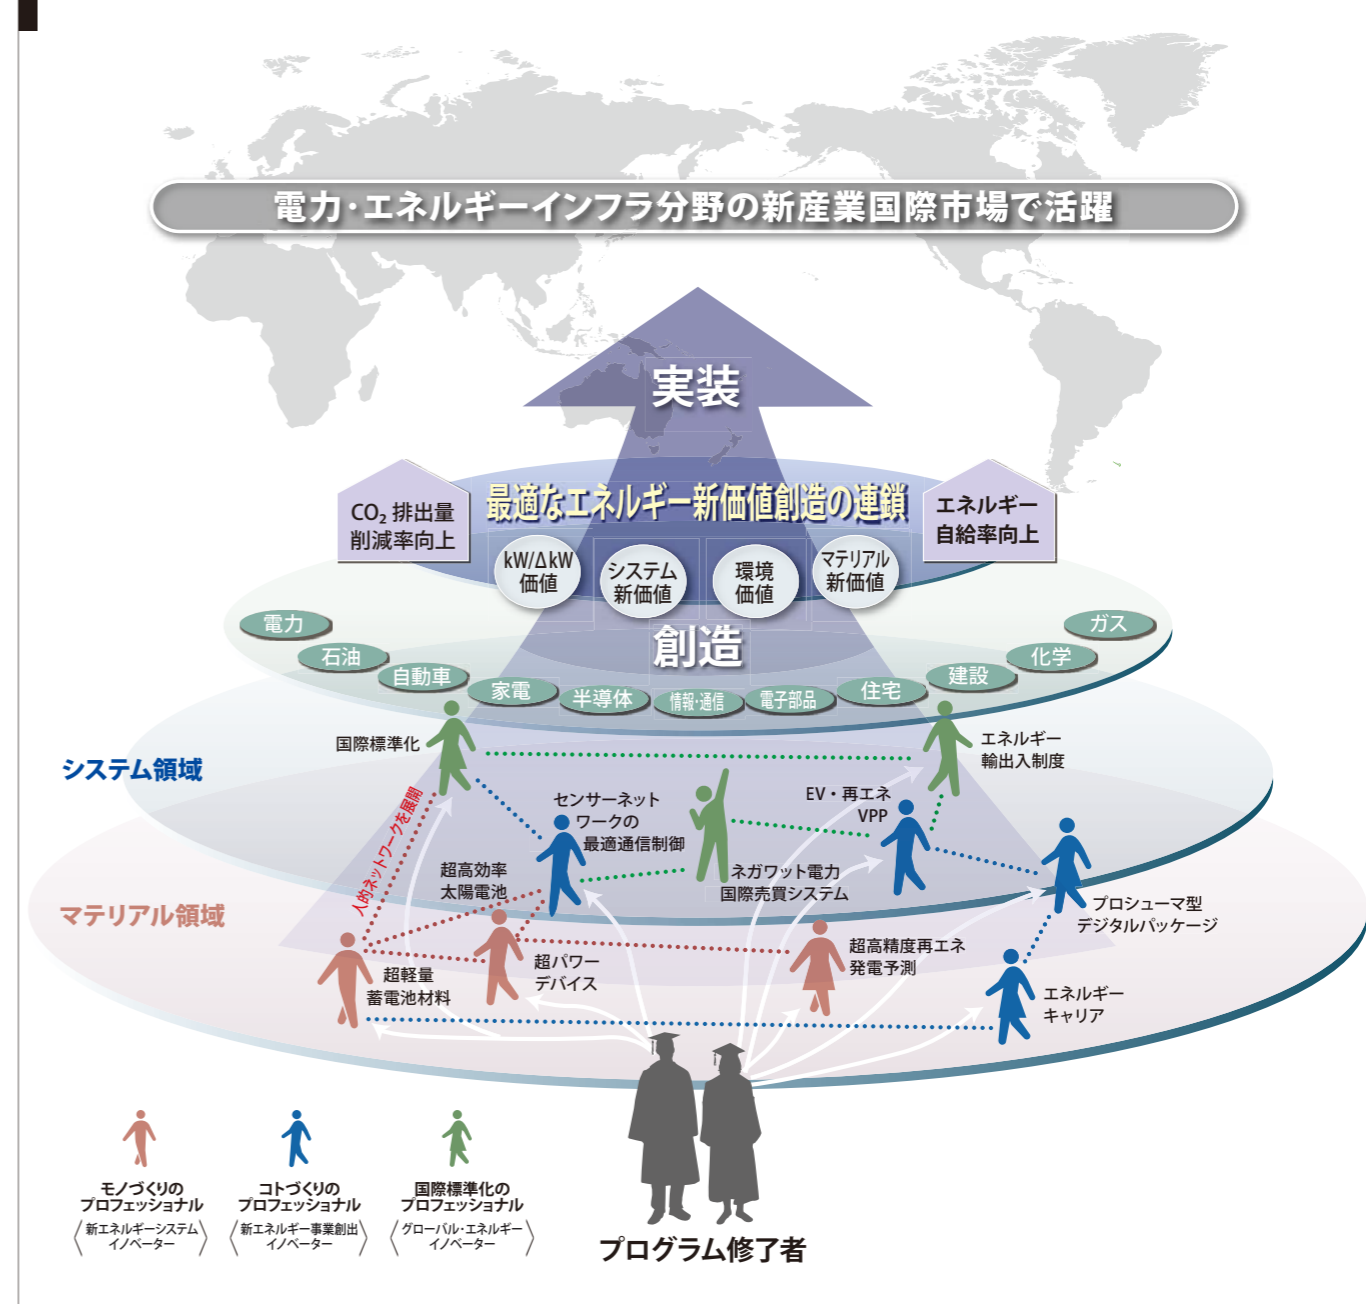 電力・エネルギーインフラ分野の新産業国際市場で活躍
実装
CO₂ 排出量
削減率向上
最適なエネルギー新価値創造の連鎖
エネルギー
自給率向上
kW/ΔkW
価値
システム
新価値
環境
価値
マテリアル
新価値
創造
電力
石油
自動車
家電
半導体
情報・通信
電子部品
住宅
建設
化学
ガス
システム領域
国際標準化
エネルギー
輸出入制度
人的ネットワークを展開
センサーネット
ワークの
最適通信制御
EV・再エネ
VPP
超高効率
太陽電池
ネガワット電力
国際売買システム
プロシューマ型
デジタルパッケージ
マテリアル領域
超軽量
蓄電池材料
超パワー
デバイス
超高精度再エネ
発電予測
エネルギー
キャリア
モノづくりの
プロフェッショナル
新エネルギーシステム
イノベーター
コトづくりの
プロフェッショナル
新エネルギー事業創出
イノベーター
国際標準化の
プロフェッショナル
グローバル・エネルギー
イノベーター
プログラム修了者